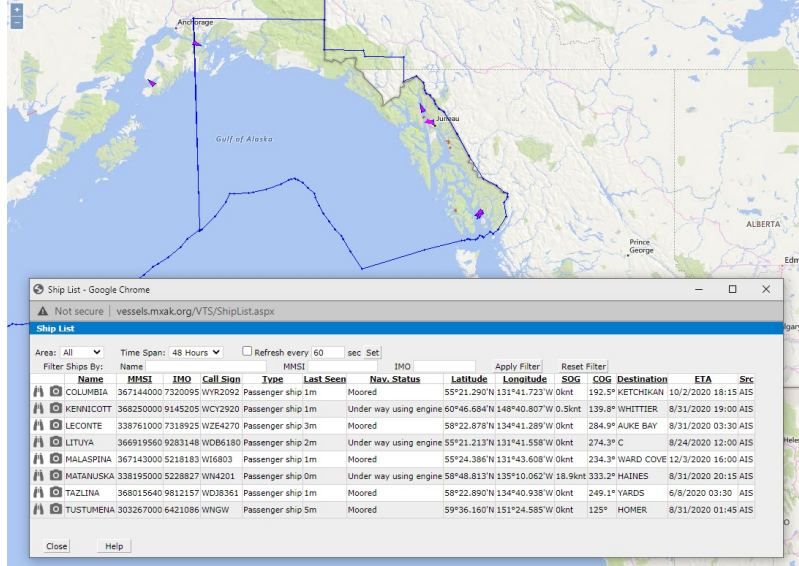 +
−
Anchorage
Juneau
Gulf of Alaska
Prince
George
ALBERTA
Edm
Ship List - Google Chrome
Not secure | vessels.mxak.org/VTS/ShipList.aspx
Ship List
Area: All Time Span: 48 Hours Refresh every 60 sec Set
Filter Ships By: Name MMSI IMO Apply Filter Reset Filter
Name MMSI IMO Call Sign Type Last Seen Nav. Status Latitude Longitude SOG COG Destination ETA Src
COLUMBIA 367144000 7320095 WYR2092 Passenger ship 1m Moored 55°21.290'N 131°41.723'W 0knt 192.5° KETCHIKAN 10/2/2020 18:15 AIS
KENNICOTT 368250000 9145205 WCY2920 Passenger ship 1m Under way using engine 60°46.684'N 148°40.807'W 0.5knt 139.8° WHITTIER 8/31/2020 19:00 AIS
LECONTE 338761000 7318925 WZE4270 Passenger ship 3m Moored 58°22.878'N 134°41.289'W 0knt 284.9° AUKE BAY 8/31/2020 03:30 AIS
LITUYA 366919560 9283148 WDB6180 Passenger ship 2m Moored 55°21.213'N 131°41.558'W 0knt 274.3° C 8/24/2020 12:00 AIS
MALASPINA 367143000 5218183 WI6803 Passenger ship 1m Moored 55°24.386'N 131°43.608'W 0knt 234.3° WARD COVE 12/3/2020 16:00 AIS
MATANUSKA 338195000 5228827 WN4201 Passenger ship 0m Under way using engine 58°48.813'N 135°10.062'W 18.9knt 333.2° HAINES 8/31/2020 20:15 AIS
TAZLINA 368015640 9812157 WDJ8361 Passenger ship 1m Moored 58°22.890'N 134°40.938'W 0knt 249.1° YARDS 6/8/2020 03:30 AIS
TUSTUMENA 303267000 6421086 WNGW Passenger ship 5m Moored 59°36.160'N 151°24.585'W 0knt 125° HOMER 8/31/2020 01:45 AIS
Close Help